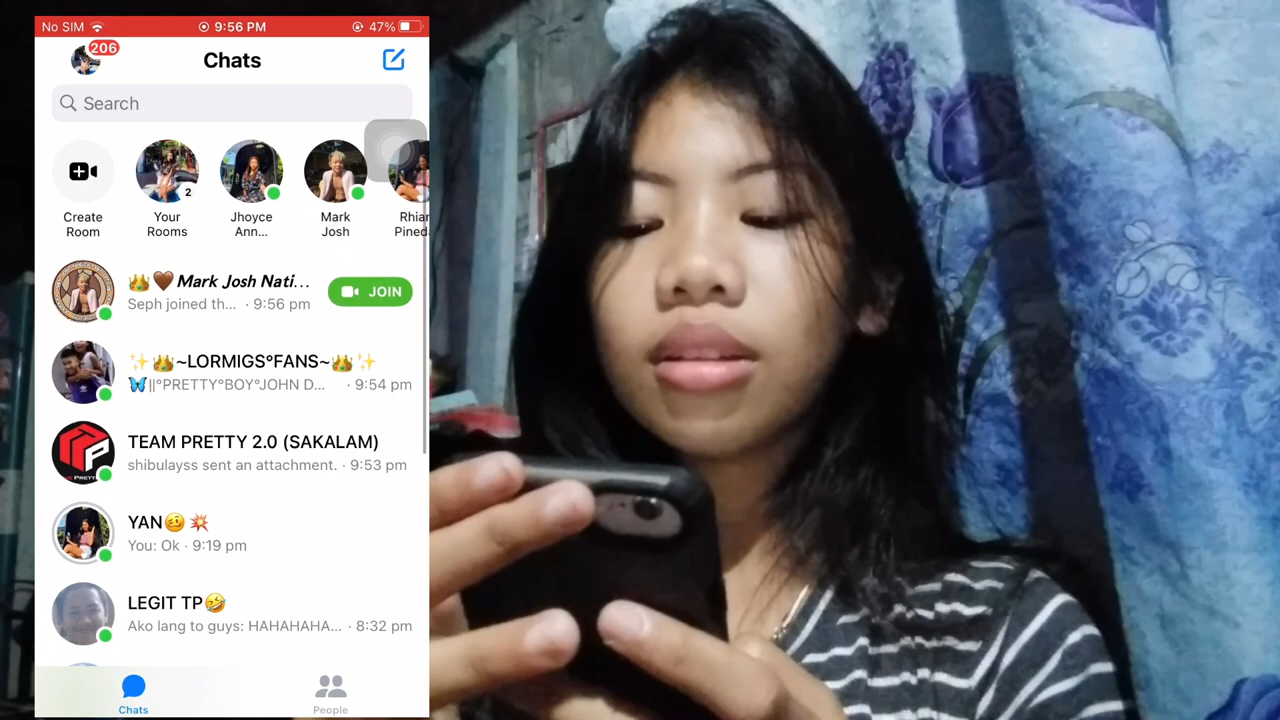 No SIM
9:56 PM
47%
206
Chats
Search
2
Create
Room
Your
Rooms
Jhoyce
Ann...
Mark
Josh
Rhian
Pined
👑🤎Mark Josh Nati...
Seph joined th... · 9:56 pm
JOIN
✨👑~LORMIGS°FANS~👑✨
🦋||°PRETTY°BOY°JOHN D... · 9:54 pm
TEAM PRETTY 2.0 (SAKALAM)
shibulayss sent an attachment. · 9:53 pm
TP
PRETT
YAN🥴💥
You: Ok · 9:19 pm
LEGIT TP🤣
Ako lang to guys: HAHAHAHA... · 8:32 pm
Chats
People